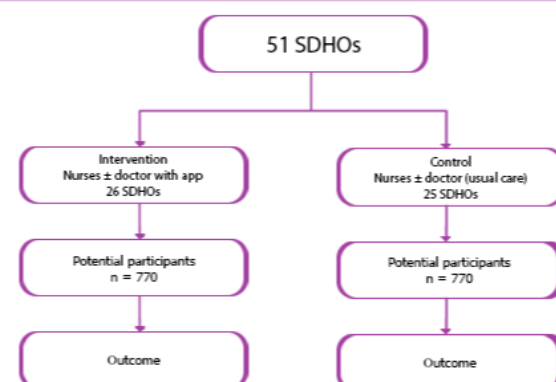 51 SDHOs
Intervention
Nurses ± doctor with app
26 SDHOs
Control
Nurses ± doctor (usual care)
25 SDHOs
Potential participants
n = 770
Potential participants
n = 770
Outcome
Outcome